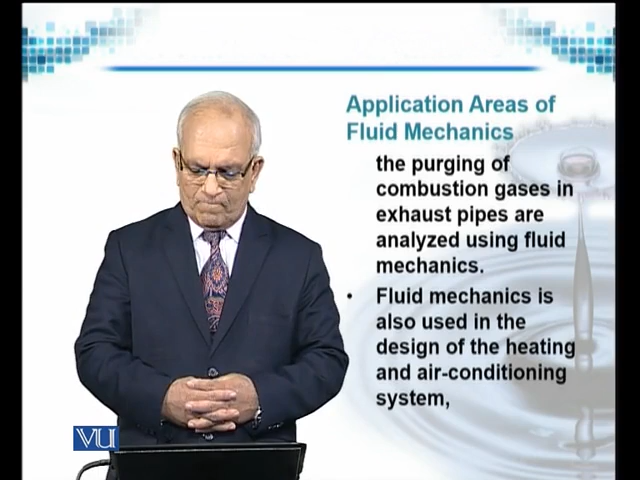 Application Areas of
Fluid Mechanics
the purging of
combustion gases in
exhaust pipes are
analyzed using fluid
mechanics.
• Fluid mechanics is
also used in the
design of the heating
and air-conditioning
system,
VU